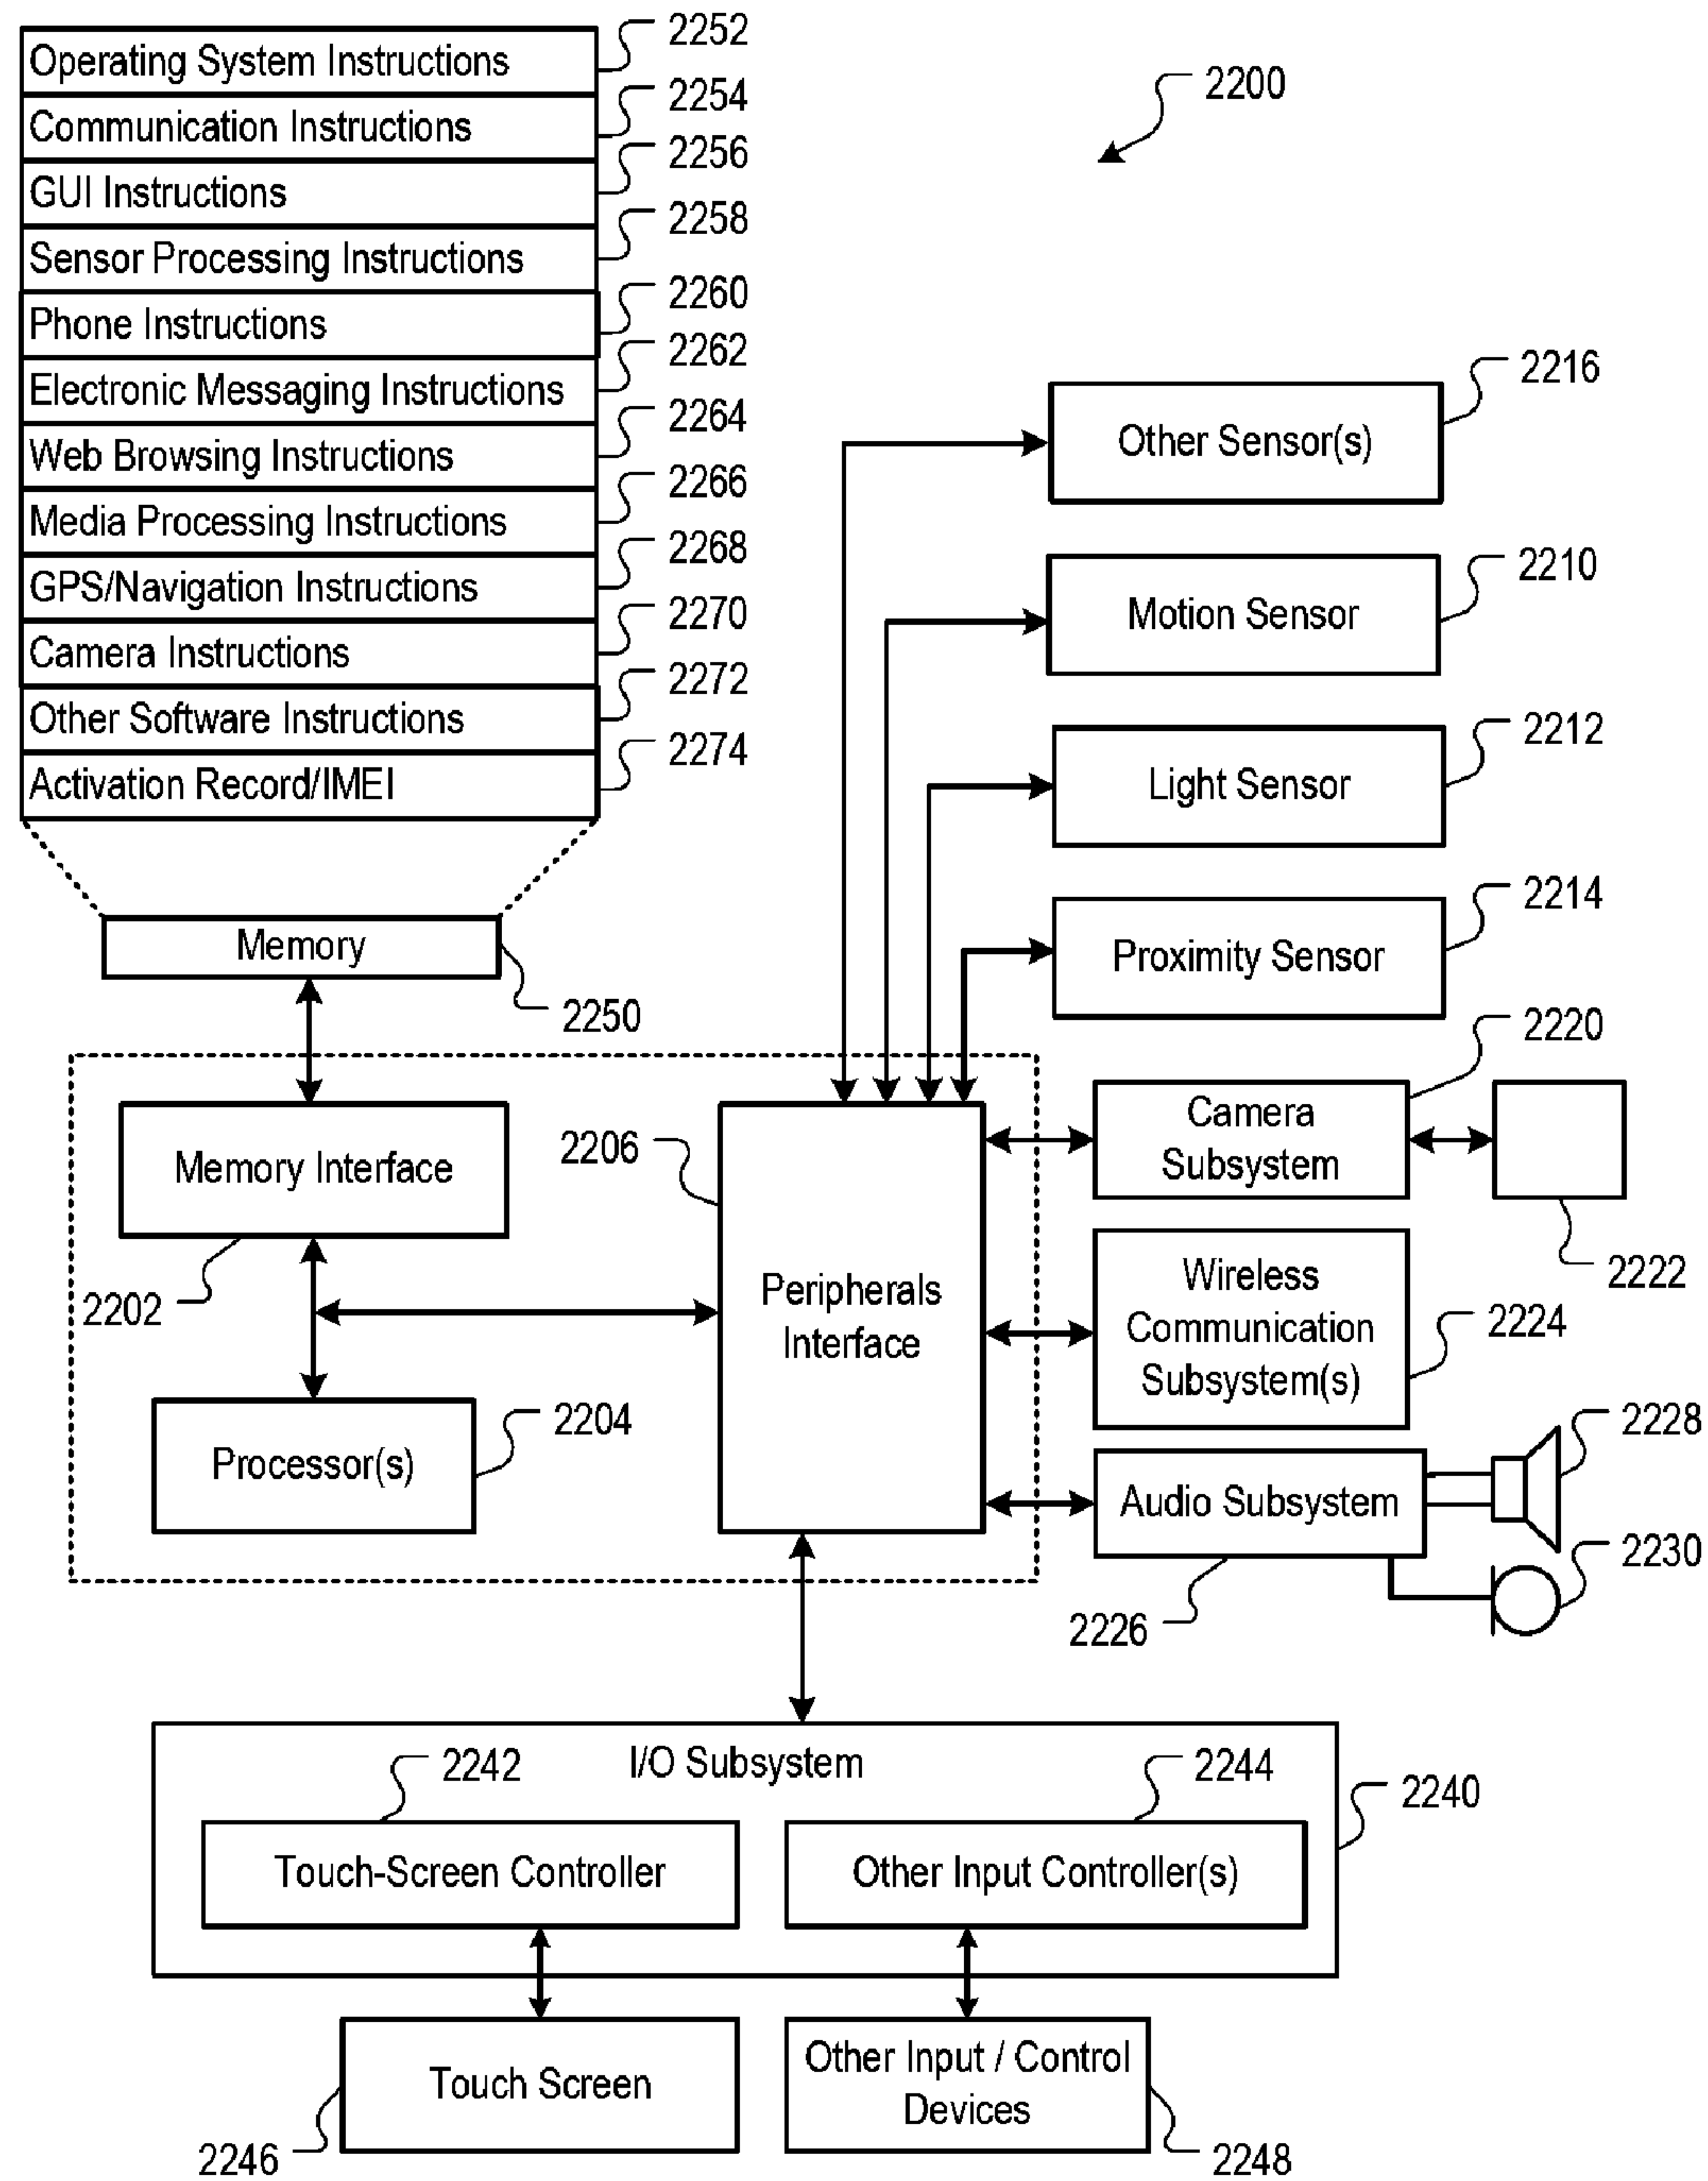 Operating System Instructions
2252
Communication Instructions
2254
GUI Instructions
2256
Sensor Processing Instructions
2258
Phone Instructions
2260
Electronic Messaging Instructions
2262
Web Browsing Instructions
2264
Media Processing Instructions
2266
GPS/Navigation Instructions
2268
Camera Instructions
2270
Other Software Instructions
2272
Activation Record/IMEI
2274
2200
Other Sensor(s)
2216
Motion Sensor
2210
Light Sensor
2212
Proximity Sensor
2214
Memory
2250
Memory Interface
2202
Processor(s)
2204
2206
Peripherals
Interface
Camera
Subsystem
2220
2222
Wireless
Communication
Subsystem(s)
2224
Audio Subsystem
2226
2228
2230
I/O Subsystem
2240
2242
Touch-Screen Controller
2244
Other Input Controller(s)
Touch Screen
2246
Other Input / Control
Devices
2248